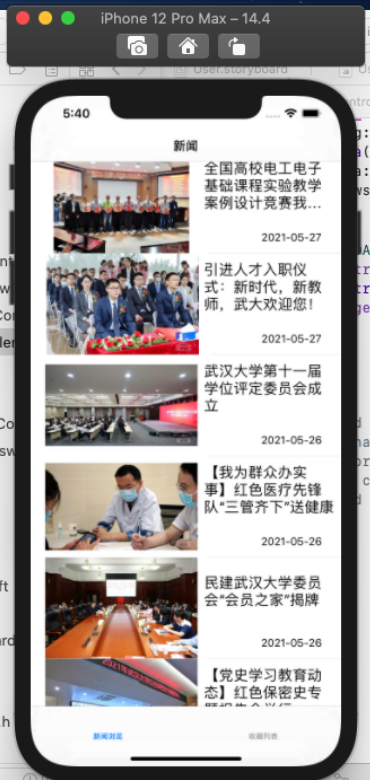 iPhone 12 Pro Max – 14.4
User.storyboard
5:40
新闻
全国高校电工电子
基础课程实验教学
案例设计竞赛我...
2021-05-27
引进人才入职仪
式：新时代，新教
师，武大欢迎您！
2021-05-27
武汉大学第十一届
学位评定委员会成
立
2021-05-26
【我为群众办实
事】红色医疗先锋
队“三管齐下”送健康
2021-05-26
民建武汉大学委员
会“会员之家”揭牌
2021-05-26
【党史学习教育动
态】红色保密史专
新闻浏览
收藏列表